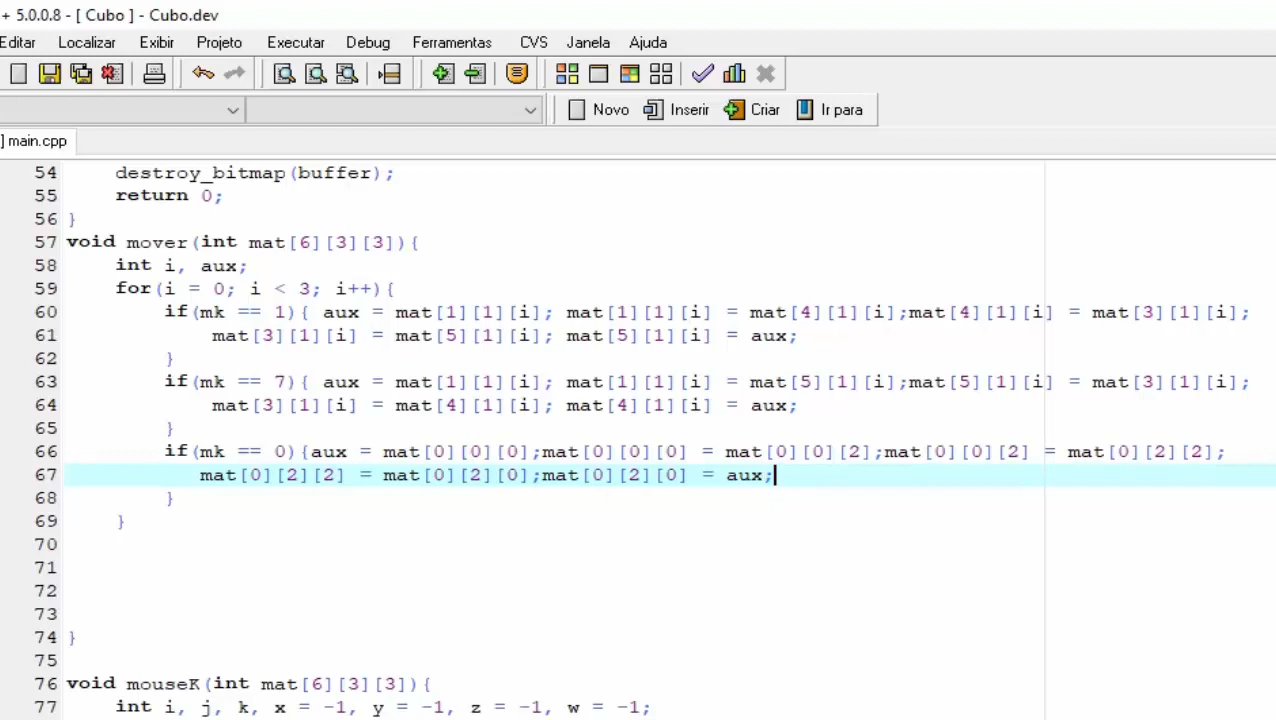 + 5.0.0.8 - [ Cubo ] - Cubo.dev
Editar Localizar Exibir Projeto Executar Debug Ferramentas CVS Janela Ajuda
Novo Inserir Criar Ir para
] main.cpp
54 destroy_bitmap(buffer);
55 return 0;
56 }
57 void mover(int mat[6][3][3]){
58 int i, aux;
59 for(i = 0; i < 3; i++){
60 if(mk == 1){ aux = mat[1][1][i]; mat[1][1][i] = mat[4][1][i];mat[4][1][i] = mat[3][1][i];
61 mat[3][1][i] = mat[5][1][i]; mat[5][1][i] = aux;
62 }
63 if(mk == 7){ aux = mat[1][1][i]; mat[1][1][i] = mat[5][1][i];mat[5][1][i] = mat[3][1][i];
64 mat[3][1][i] = mat[4][1][i]; mat[4][1][i] = aux;
65 }
66 if(mk == 0){aux = mat[0][0][0];mat[0][0][0] = mat[0][0][2];mat[0][0][2] = mat[0][2][2];
67 mat[0][2][2] = mat[0][2][0];mat[0][2][0] = aux;
68 }
69 }
70
71
72
73
74 }
75
76 void mouseK(int mat[6][3][3]){
77 int i, j, k, x = -1, y = -1, z = -1, w = -1;